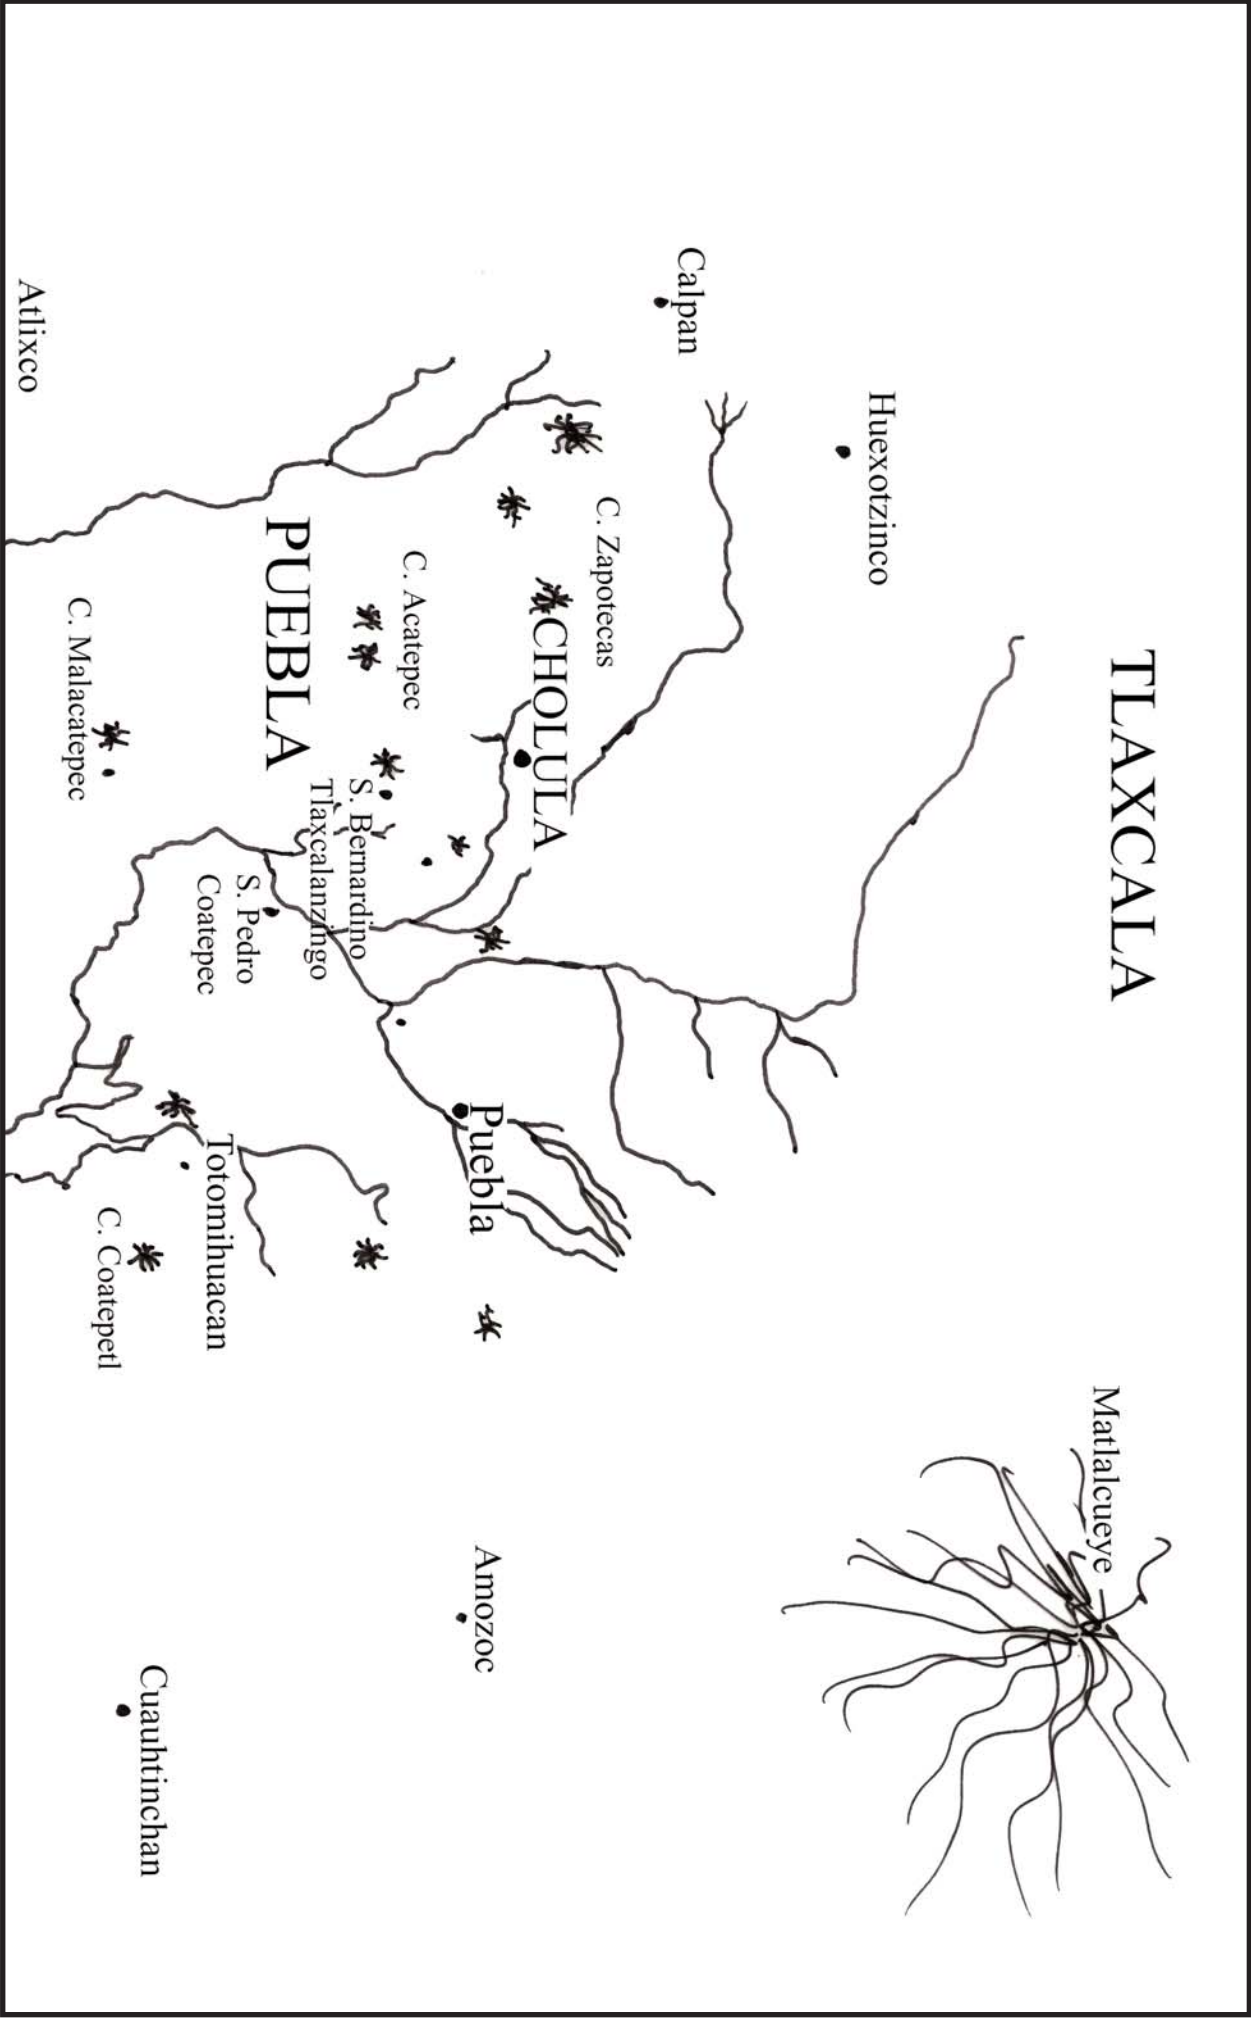 TLAXCALA
Matlalcueye
Huexotzinco
Calpan
C. Zapotecas
CHOLULA
Puebla
Amozoc
C. Acatepec
S. Bernardino
Tlaxcalanzingo
PUEBLA
S. Pedro
Coatepec
Totomihuacan
Cuauhtinchan
C. Malacatepec
C. Coatepetl
Atlixco